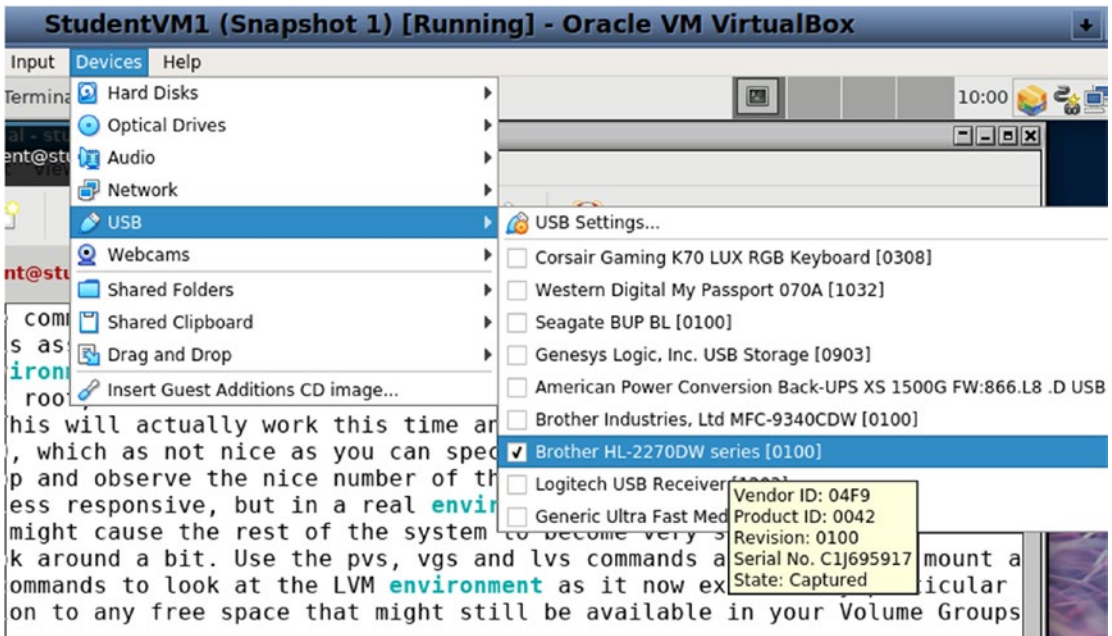 StudentVM1 (Snapshot 1) [Running] - Oracle VM VirtualBox
Input Devices Help
10:00
Hard Disks
Optical Drives
Audio
Network
USB
Webcams
Shared Folders
Shared Clipboard
Drag and Drop
Insert Guest Additions CD image...
USB Settings...
Corsair Gaming K70 LUX RGB Keyboard [0308]
Western Digital My Passport 070A [1032]
Seagate BUP BL [0100]
Genesys Logic, Inc. USB Storage [0903]
American Power Conversion Back-UPS XS 1500G FW:866.L8 .D USB
Brother Industries, Ltd MFC-9340CDW [0100]
Brother HL-2270DW series [0100]
Logitech USB Receiver
Generic Ultra Fast Med
Vendor ID: 04F9
Product ID: 0042
Revision: 0100
Serial No. C1J695917
State: Captured
nt@stu
his will actually work this time an
, which as not nice as you can spec
p and observe the nice number of th
ess responsive, but in a real envir
might cause the rest of the system to become very s
k around a bit. Use the pvs, vgs and lvs commands a mount a
ommands to look at the LVM environment as it now ex icular
on to any free space that might still be available in your Volume Groups